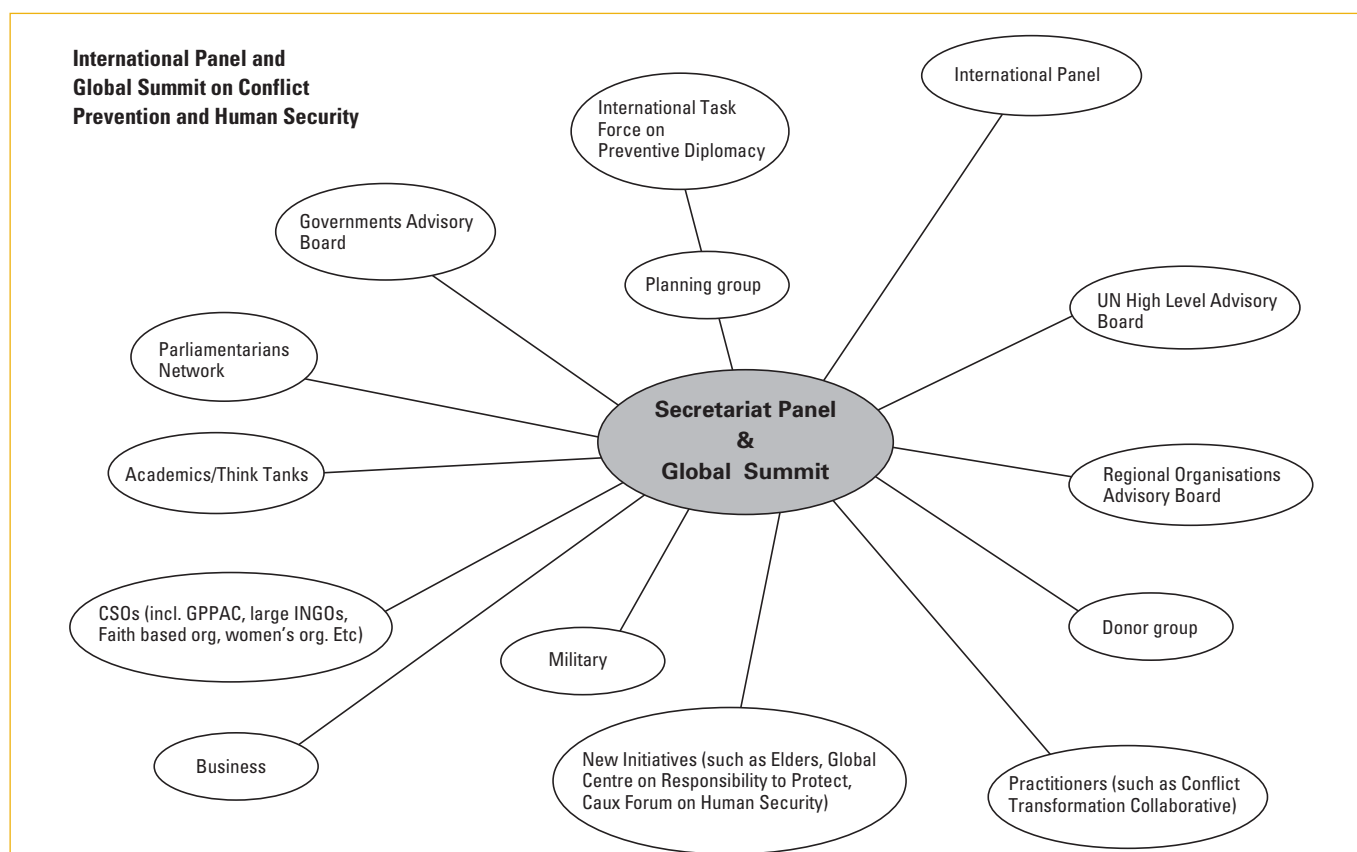 International Panel and
Global Summit on Conflict
Prevention and Human Security
International Panel
International Task
Force on
Preventive Diplomacy
Governments Advisory
Board
Planning group
UN High Level Advisory
Board
Parliamentarians
Network
Secretariat Panel
&
Global Summit
Academics/Think Tanks
Regional Organisations
Advisory Board
CSOs (incl. GPPAC, large INGOs,
Faith based org, women's org. Etc)
Donor group
Military
Business
New Initiatives (such as Elders, Global
Centre on Responsibility to Protect,
Caux Forum on Human Security)
Practitioners (such as Conflict
Transformation Collaborative)